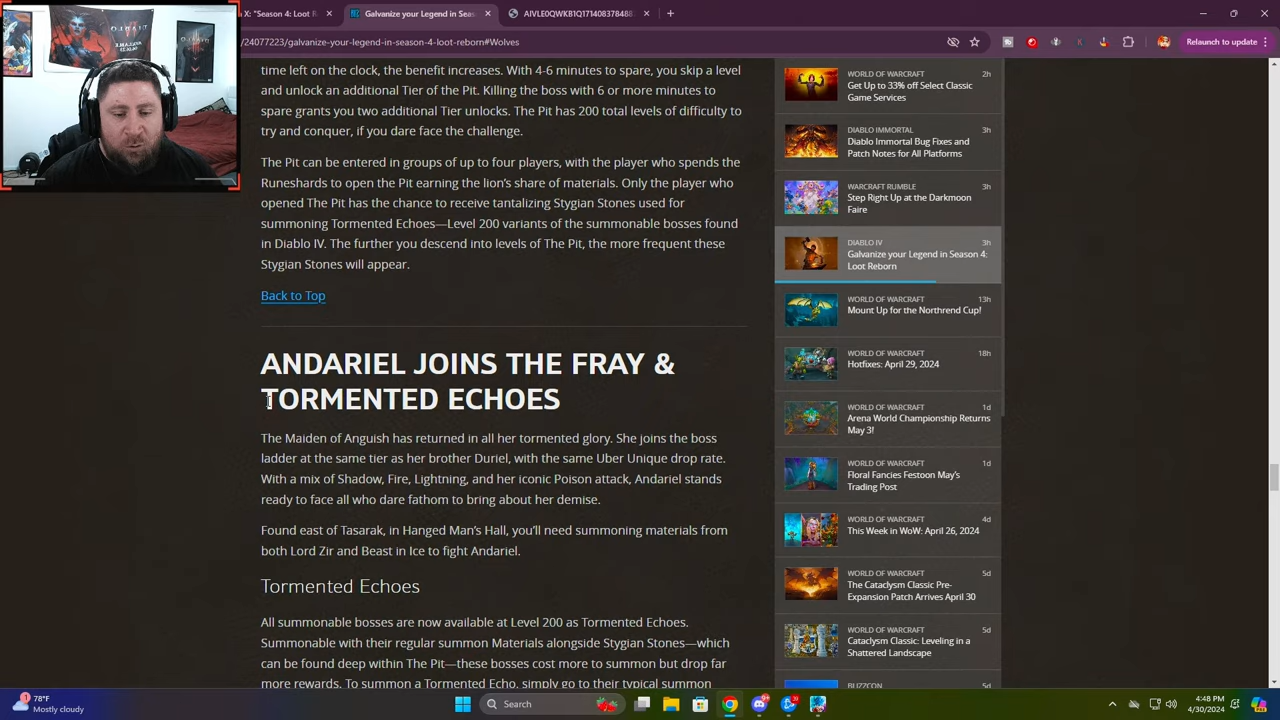 X: "Season 4: Loot R
Galvanize your Legend in Seas
/24077223/galvanize-your-legend-in-season-4-loot-reborn#Wolves
Relaunch to update
DIABLO
time left on the clock, the benefit increases. With 4-6 minutes to spare, you skip a level
and unlock an additional Tier of the Pit. Killing the boss with 6 or more minutes to
spare grants you two additional Tier unlocks. The Pit has 200 total levels of difficulty to
try and conquer, if you dare face the challenge.
The Pit can be entered in groups of up to four players, with the player who spends the
Runeshards to open the Pit earning the lion's share of materials. Only the player who
opened The Pit has the chance to receive tantalizing Stygian Stones used for
summoning Tormented Echoes—Level 200 variants of the summonable bosses found
in Diablo IV. The further you descend into levels of The Pit, the more frequent these
Stygian Stones will appear.
Back to Top
ANDARIEL JOINS THE FRAY &
TORMENTED ECHOES
The Maiden of Anguish has returned in all her tormented glory. She joins the boss
ladder at the same tier as her brother Duriel, with the same Uber Unique drop rate.
With a mix of Shadow, Fire, Lightning, and her iconic Poison attack, Andariel stands
ready to face all who dare fathom to bring about her demise.
Found east of Tasarak, in Hanged Man's Hall, you'll need summoning materials from
both Lord Zir and Beast in Ice to fight Andariel.
Tormented Echoes
All summonable bosses are now available at Level 200 as Tormented Echoes.
Summonable with their regular summon Materials alongside Stygian Stones—which
can be found deep within The Pit—these bosses cost more to summon but drop far
more rewards. To summon a Tormented Echo, simply go to their typical summon
WORLD OF WARCRAFT 2h
Get Up to 33% off Select Classic
Game Services
DIABLO IMMORTAL 3h
Diablo Immortal Bug Fixes and
Patch Notes for All Platforms
WARCRAFT RUMBLE 3h
Step Right Up at the Darkmoon
Faire
DIABLO IV 3h
Galvanize your Legend in Season 4:
Loot Reborn
WORLD OF WARCRAFT 13h
Mount Up for the Northrend Cup!
WORLD OF WARCRAFT 18h
Hotfixes: April 29, 2024
WORLD OF WARCRAFT 1d
Arena World Championship Returns
May 3!
WORLD OF WARCRAFT 1d
Floral Fancies Festoon May's
Trading Post
WORLD OF WARCRAFT 4d
This Week in WoW: April 26, 2024
WORLD OF WARCRAFT 5d
The Cataclysm Classic Pre-
Expansion Patch Arrives April 30
WORLD OF WARCRAFT 5d
Cataclysm Classic: Leveling in a
Shattered Landscape
BLIZZCON 5d
78°F
Mostly cloudy
Search
4:48 PM
4/30/2024